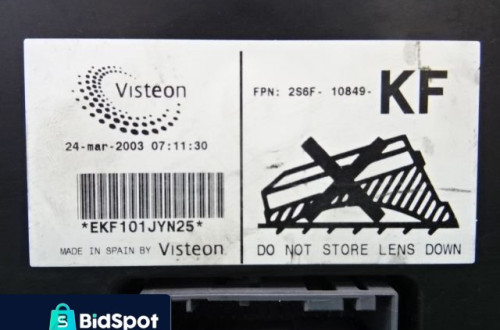 Visteon
24-mar-2003 07:11:30
*EKF101JYN25*
MADE IN SPAIN BY Visteon
FPN: 2S6F- 10849- KF
DO NOT STORE LENS DOWN
S BidSpot